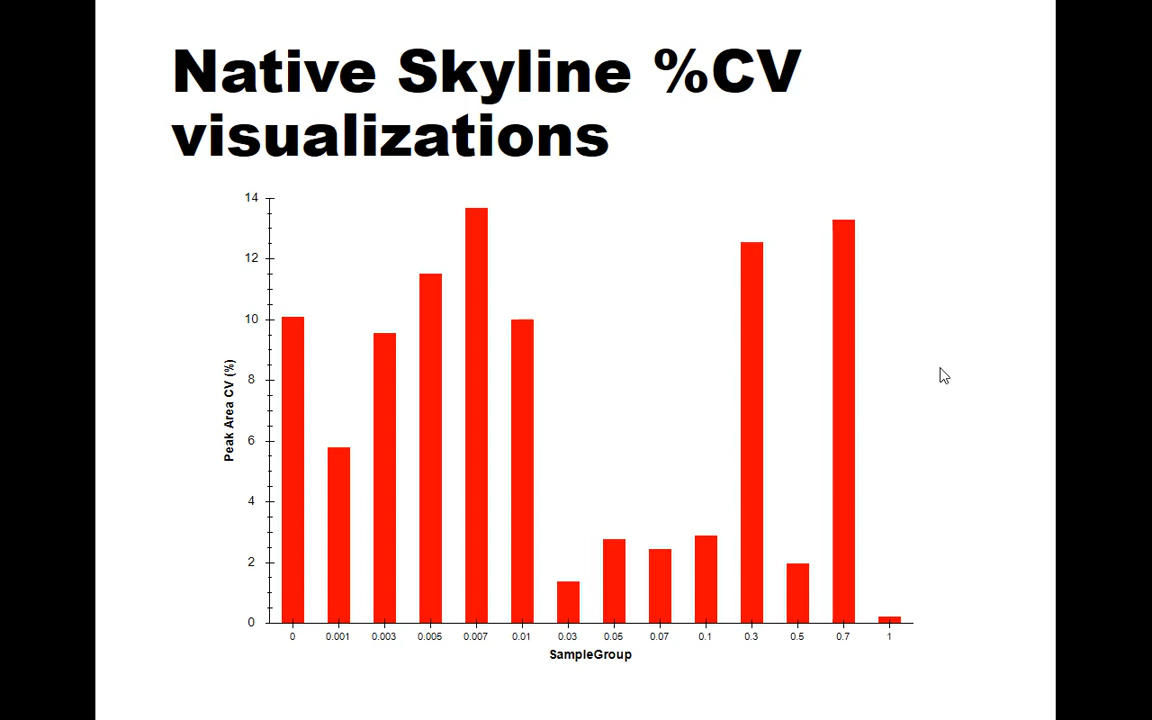 Native Skyline %CV
visualizations
14
12
10
8
6
4
2
0
Peak Area CV (%)
0 0.001 0.003 0.005 0.007 0.01 0.03 0.05 0.07 0.1 0.3 0.5 0.7 1
SampleGroup